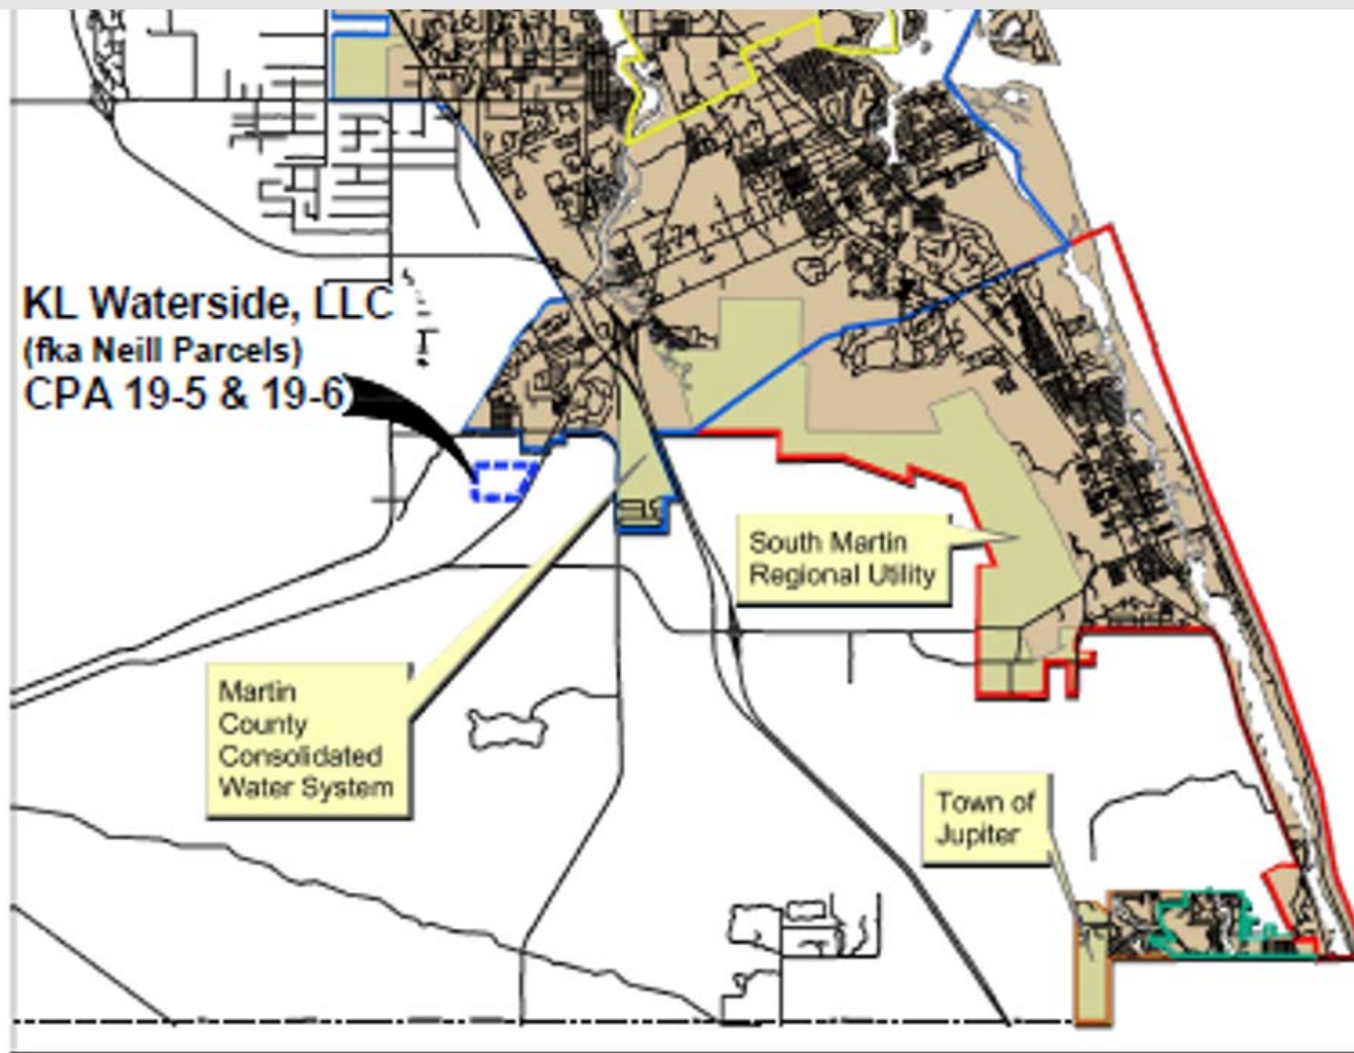 KL Waterside, LLC
(fka Neill Parcels)
CPA 19-5 & 19-6
South Martin
Regional Utility
Martin
County
Consolidated
Water System
Town of
Jupiter